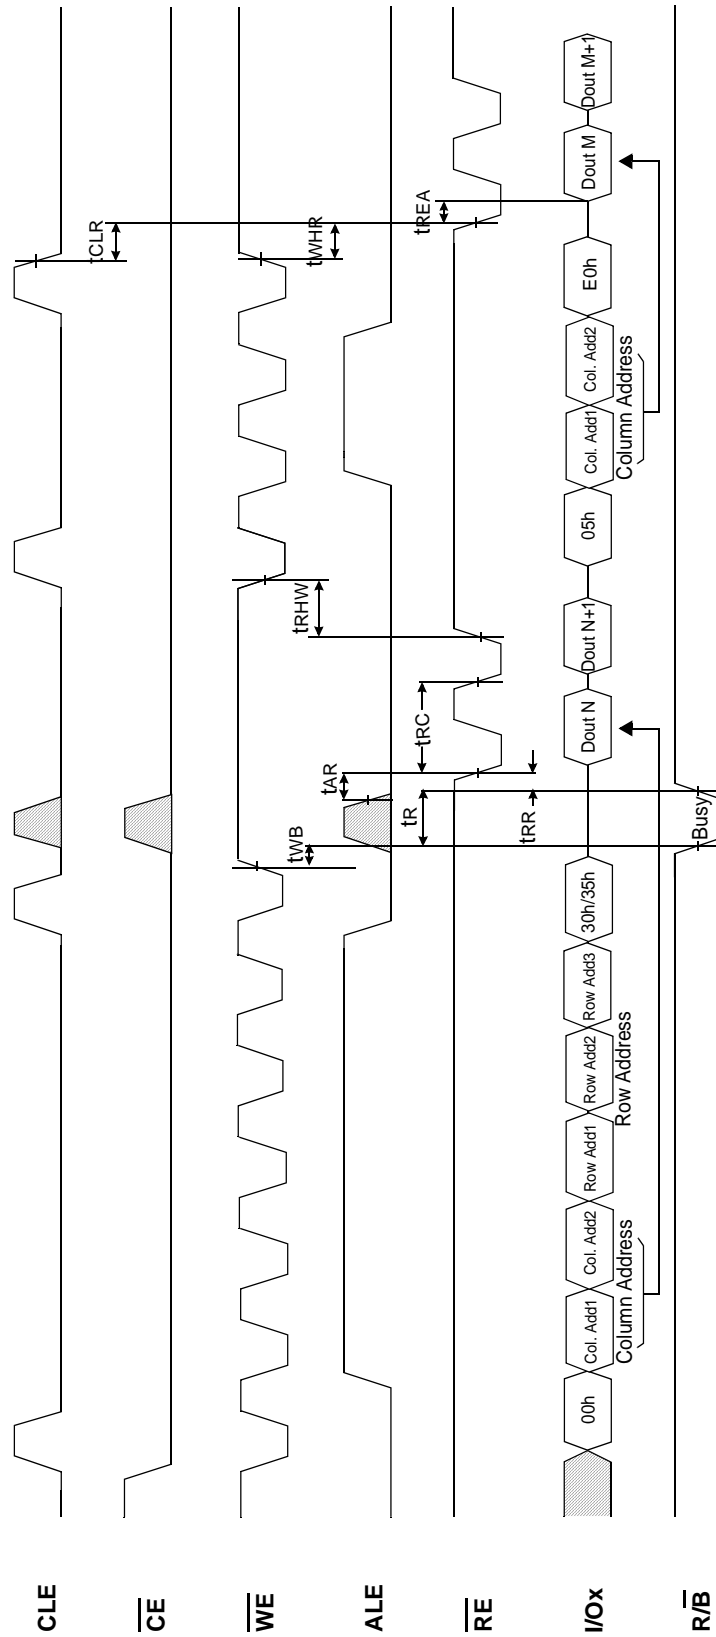 CLE
tCLR
CE
WE
tWB
tRHW
tWHR
ALE
tAR
RE
tR
tRC
tREA
tRR
I/Ox
00h
Col. Add1
Col. Add2
Row Add1
Row Add2
Row Add3
30h/35h
Dout N
Dout N+1
05h
Col. Add1
Col. Add2
E0h
Dout M
Dout M+1
Column Address
Row Address
Column Address
R/B
Busy